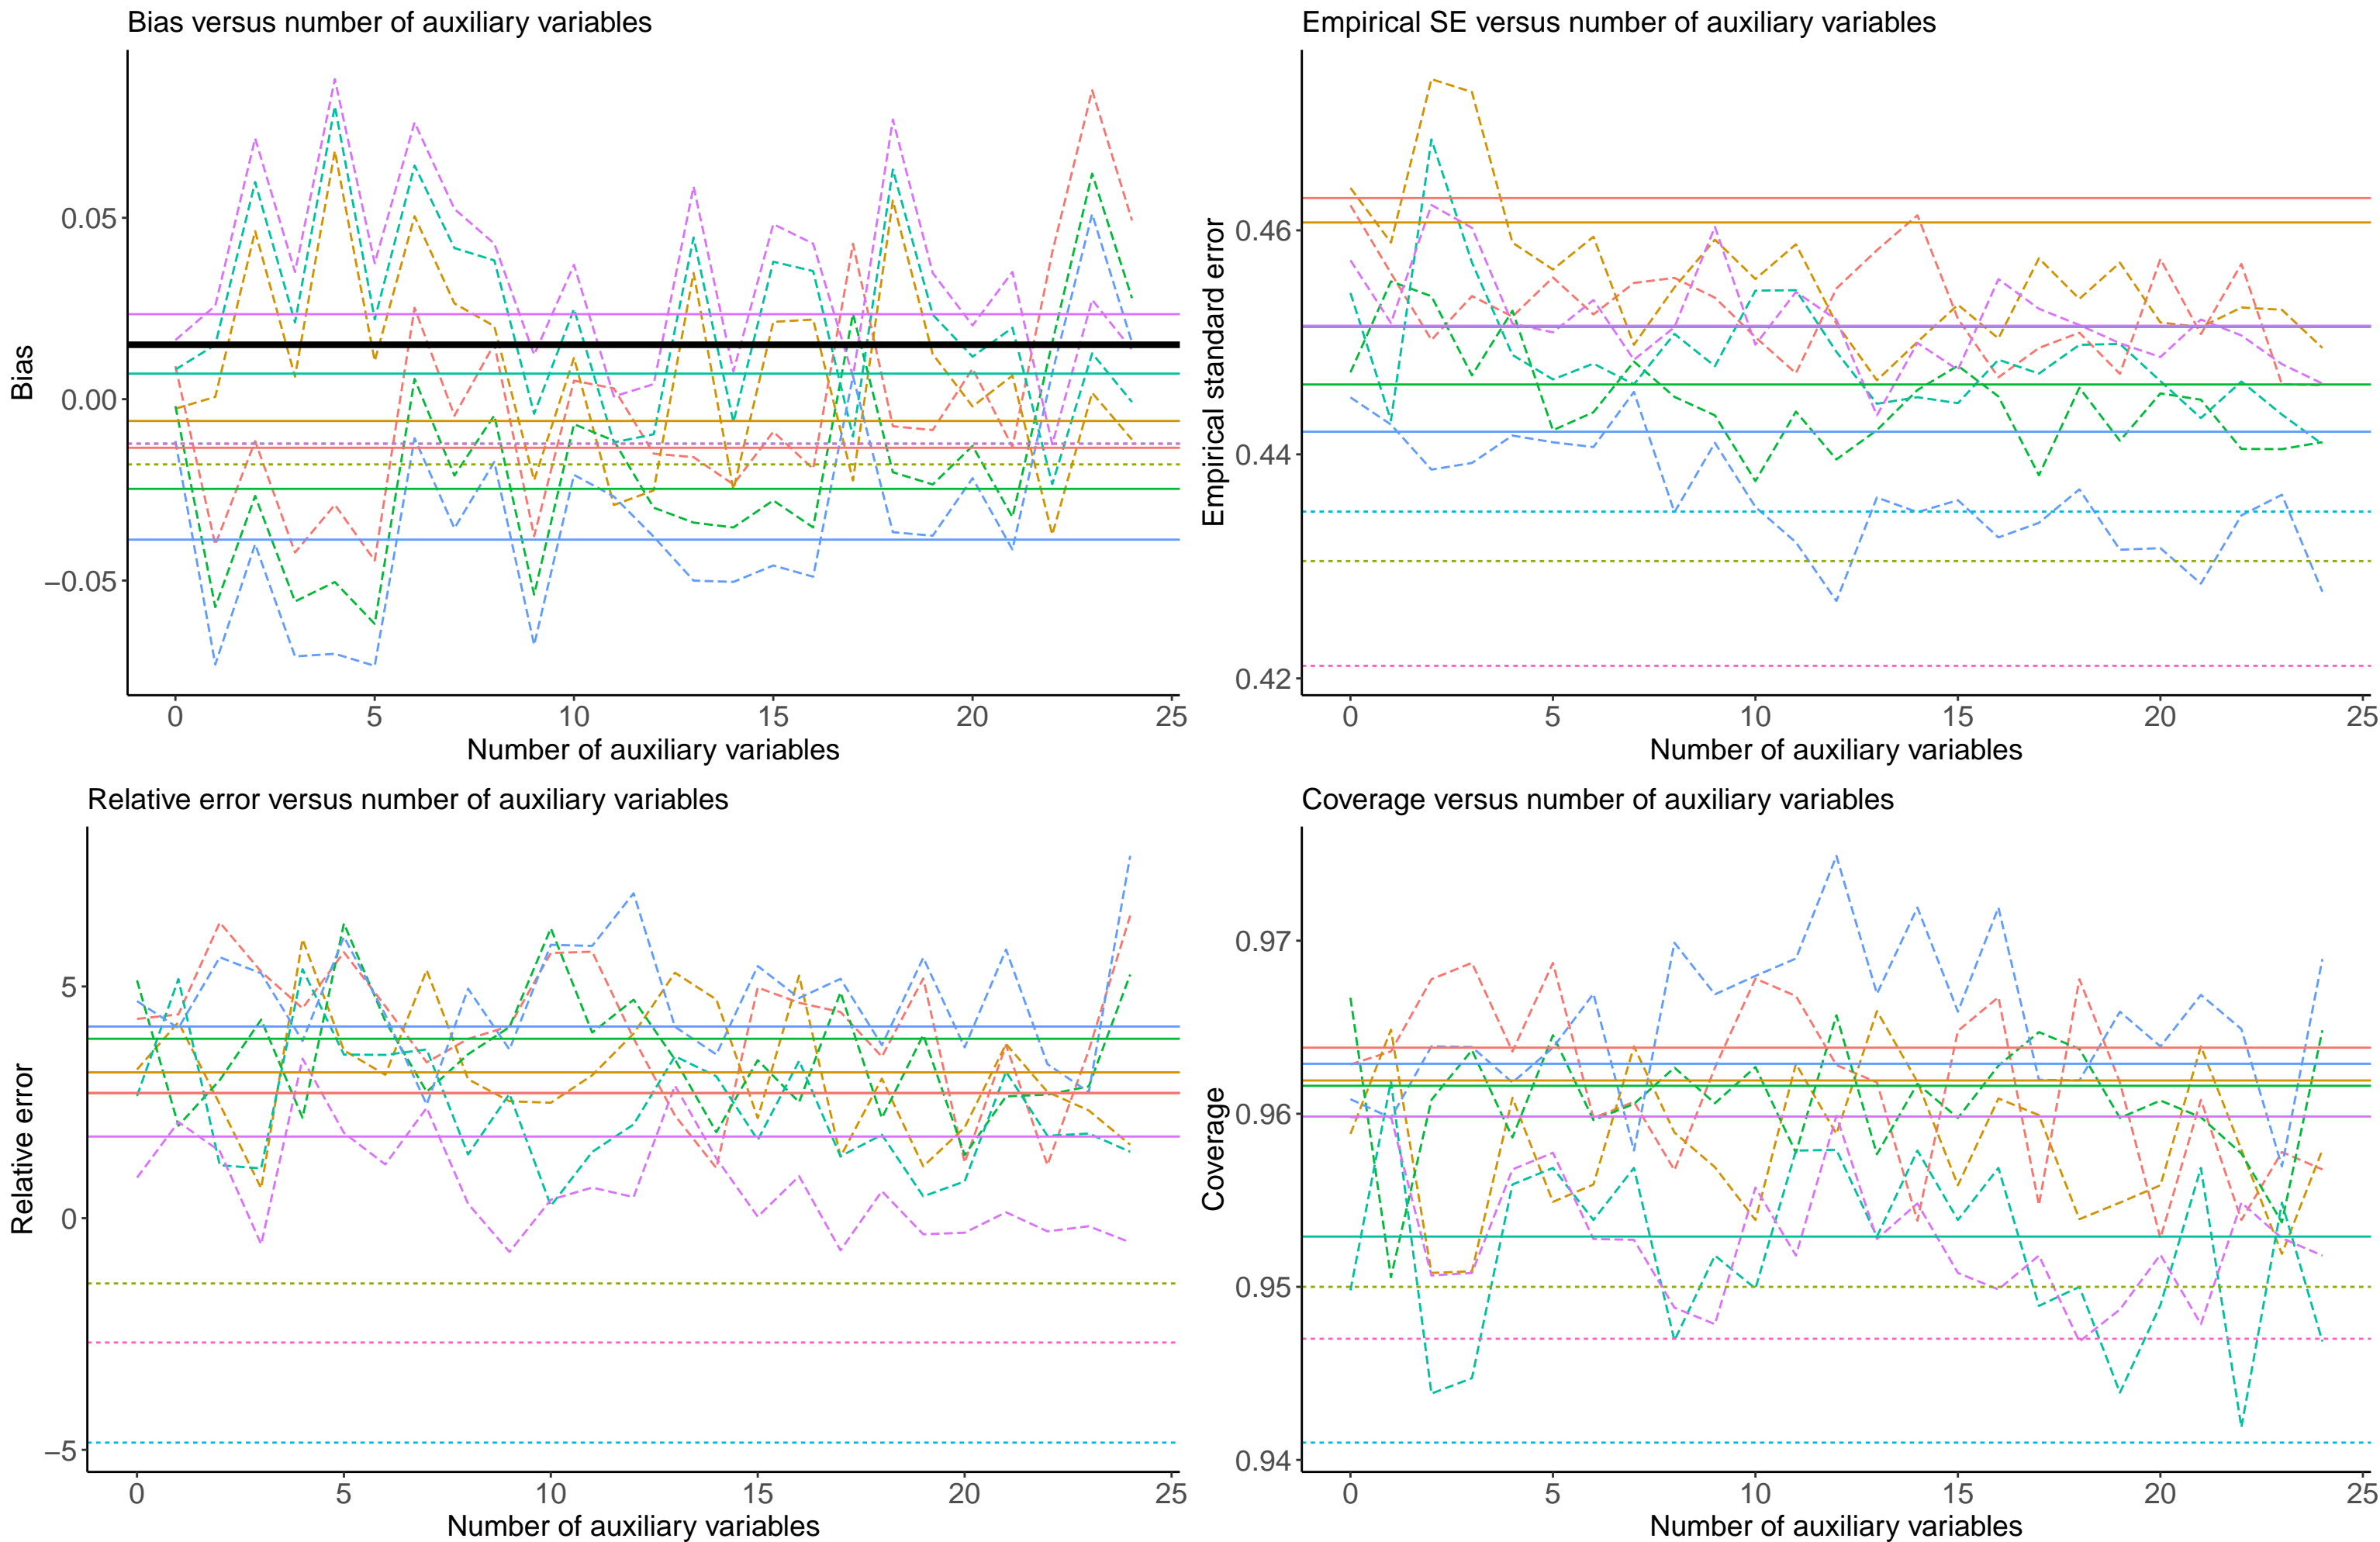 Bias versus number of auxiliary variables
Bias
0.05
0.00
−0.05
0 5 10 15 20 25
Number of auxiliary variables
Empirical SE versus number of auxiliary variables
Empirical standard error
0.46
0.44
0.42
0 5 10 15 20 25
Number of auxiliary variables
Relative error versus number of auxiliary variables
Relative error
5
0
−5
0 5 10 15 20 25
Number of auxiliary variables
Coverage versus number of auxiliary variables
Coverage
0.97
0.96
0.95
0.94
0 5 10 15 20 25
Number of auxiliary variables